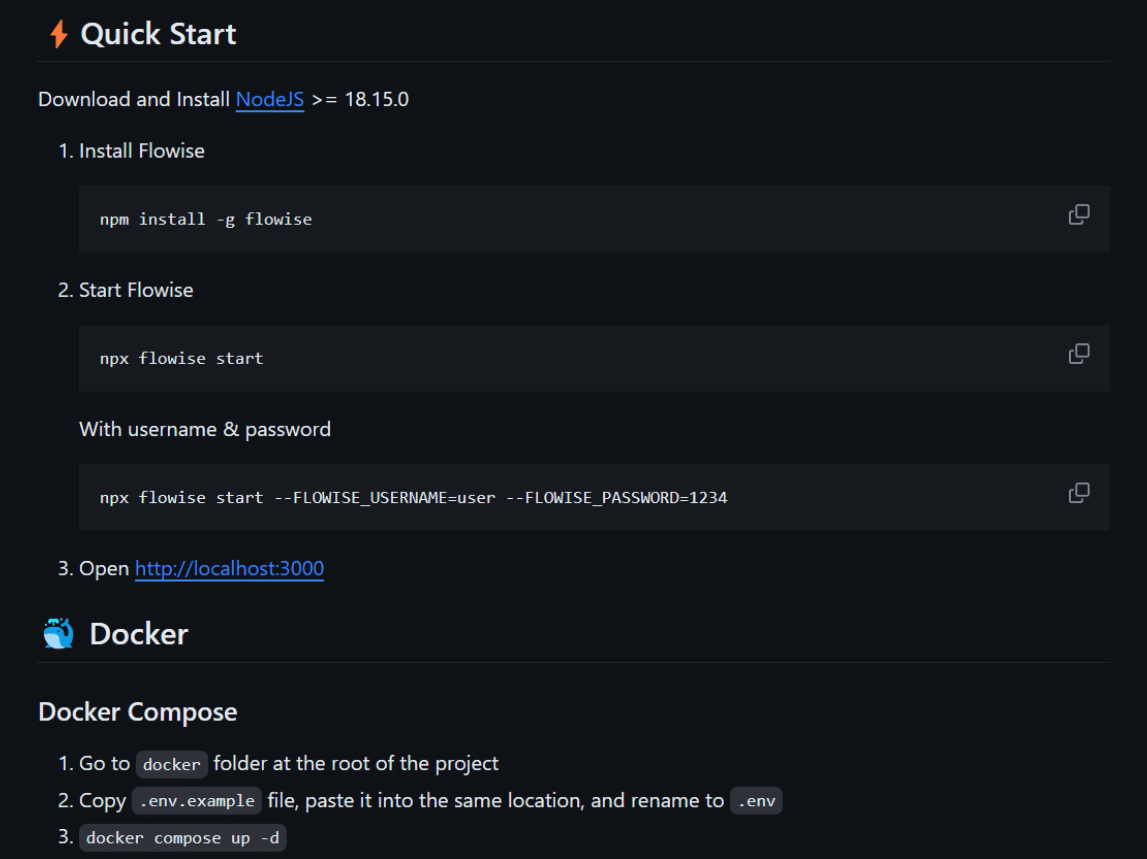 ⚡ Quick Start
Download and Install NodeJS >= 18.15.0
1. Install Flowise
npm install -g flowise
2. Start Flowise
npx flowise start
With username & password
npx flowise start --FLOWISE_USERNAME=user --FLOWISE_PASSWORD=1234
3. Open http://localhost:3000
🐳 Docker
Docker Compose
1. Go to docker folder at the root of the project
2. Copy .env.example file, paste it into the same location, and rename to .env
3. docker compose up -d